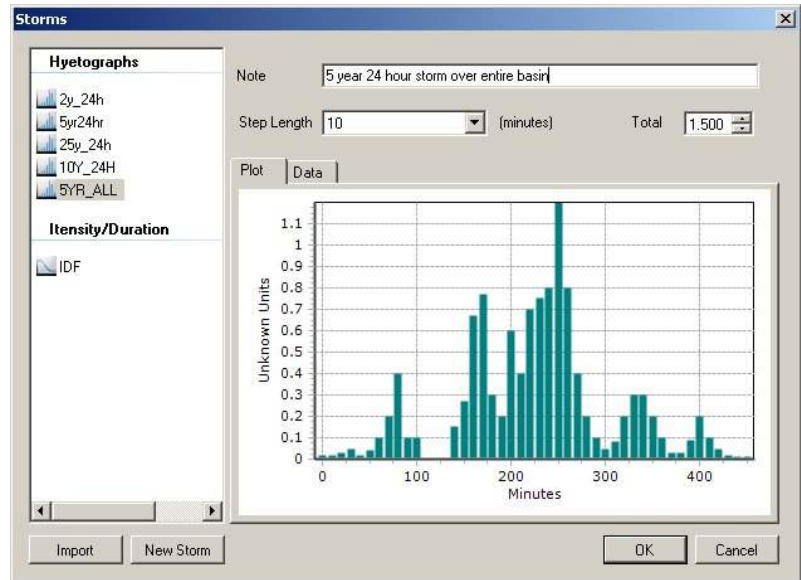 Storms
Hyetographs
2y_24h
5yr24hr
25y_24h
10Y_24H
5YR_ALL
Itensity/Duration
IDF
Note 5 year 24 hour storm over entire basin
Step Length 10 (minutes) Total 1.500
Plot Data
1.1
1
0.9
0.8
0.7
0.6
0.5
0.4
0.3
0.2
0.1
0
Unknown Units
0 100 200 300 400
Minutes
Import New Storm OK Cancel